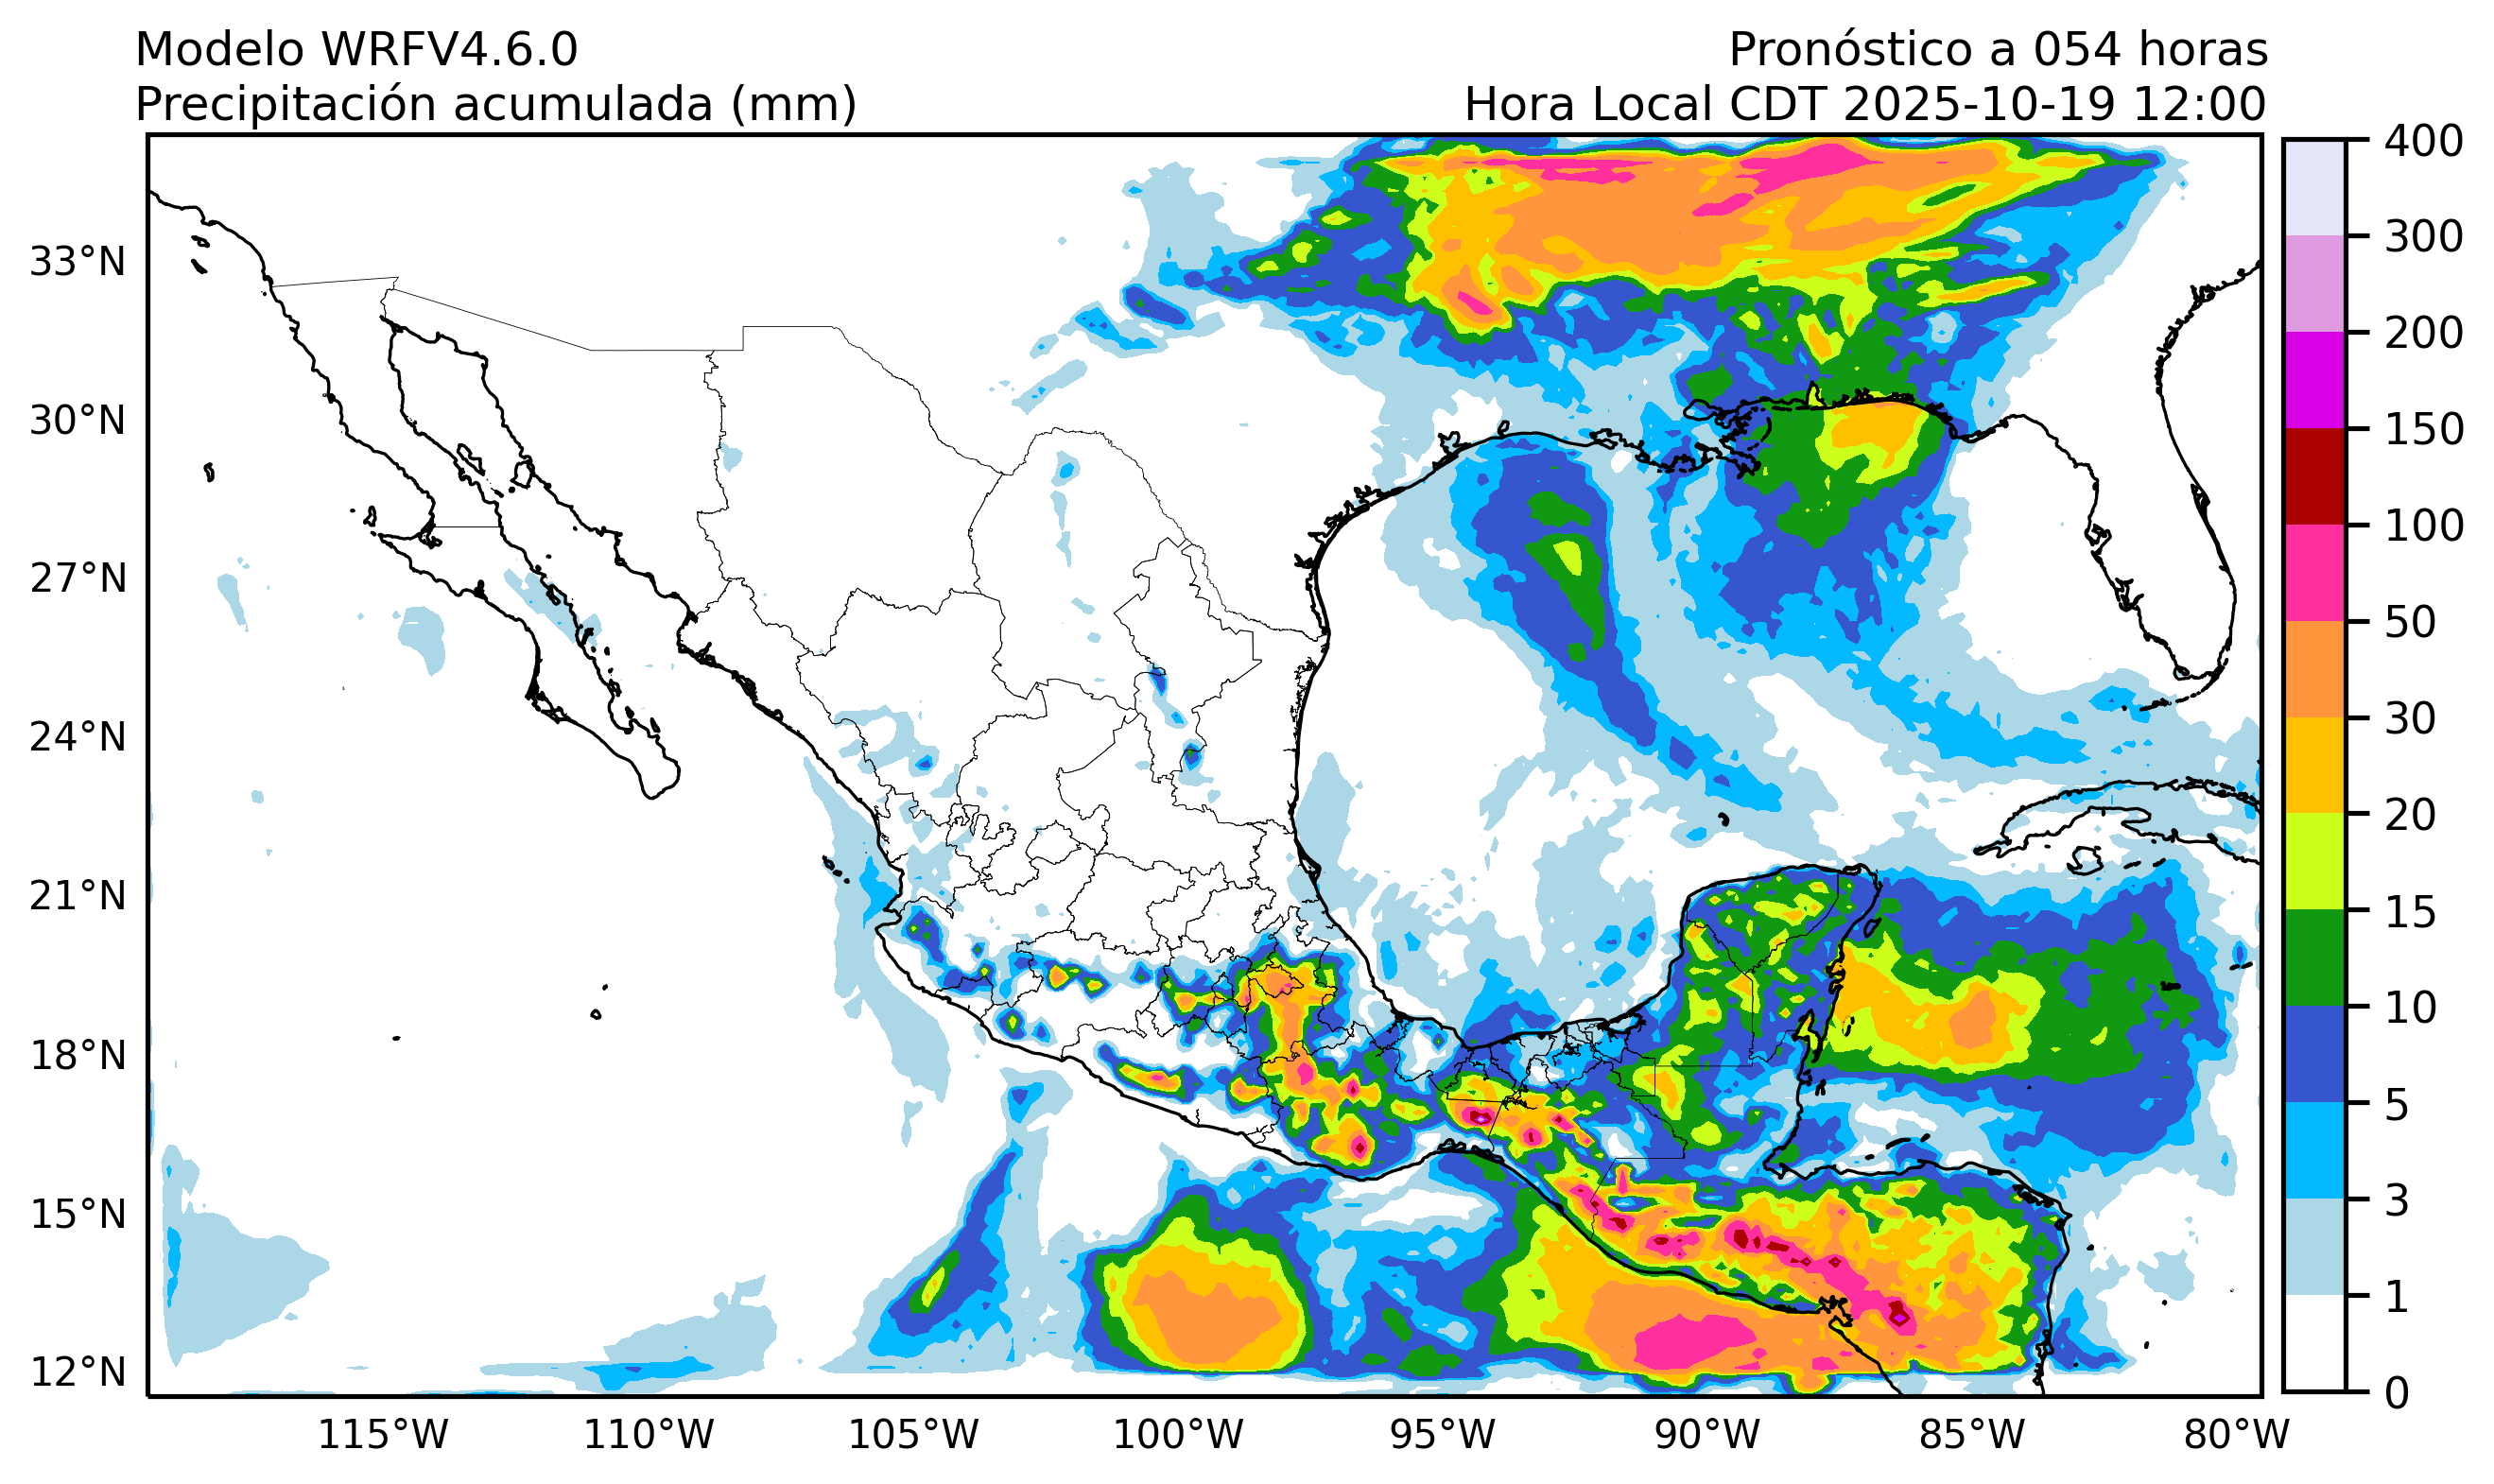 Modelo WRFV4.6.0
Pronóstico a 054 horas
Precipitación acumulada (mm)
Hora Local CDT 2025-10-19 12:00
33°N
30°N
27°N
24°N
21°N
18°N
15°N
12°N
115°W
110°W
105°W
100°W
95°W
90°W
85°W
80°W
400
300
200
150
100
50
30
20
15
10
5
3
1
0